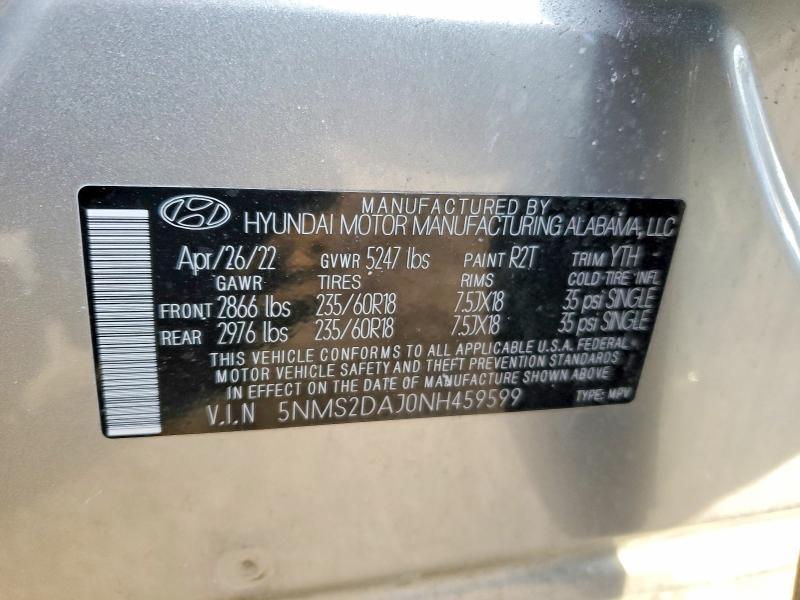 MANUFACTURED BY
HYUNDAI MOTOR MANUFACTURING ALABAMA, LLC
Apr/26/22 GVWR 5247 lbs PAINT R2T TRIM YTH
GAWR TIRES RIMS COLD TIRE INFL
FRONT 2866 lbs 235/60R18 7.5JX18 35 psi SINGLE
REAR 2976 lbs 235/60R18 7.5JX18 35 psi SINGLE
THIS VEHICLE CONFORMS TO ALL APPLICABLE U.S.A. FEDERAL
MOTOR VEHICLE SAFETY AND THEFT PREVENTION STANDARDS
IN EFFECT ON THE DATE OF MANUFACTURE SHOWN ABOVE
V.I.N 5NMS2DAJ0NH459599 TYPE: MPV